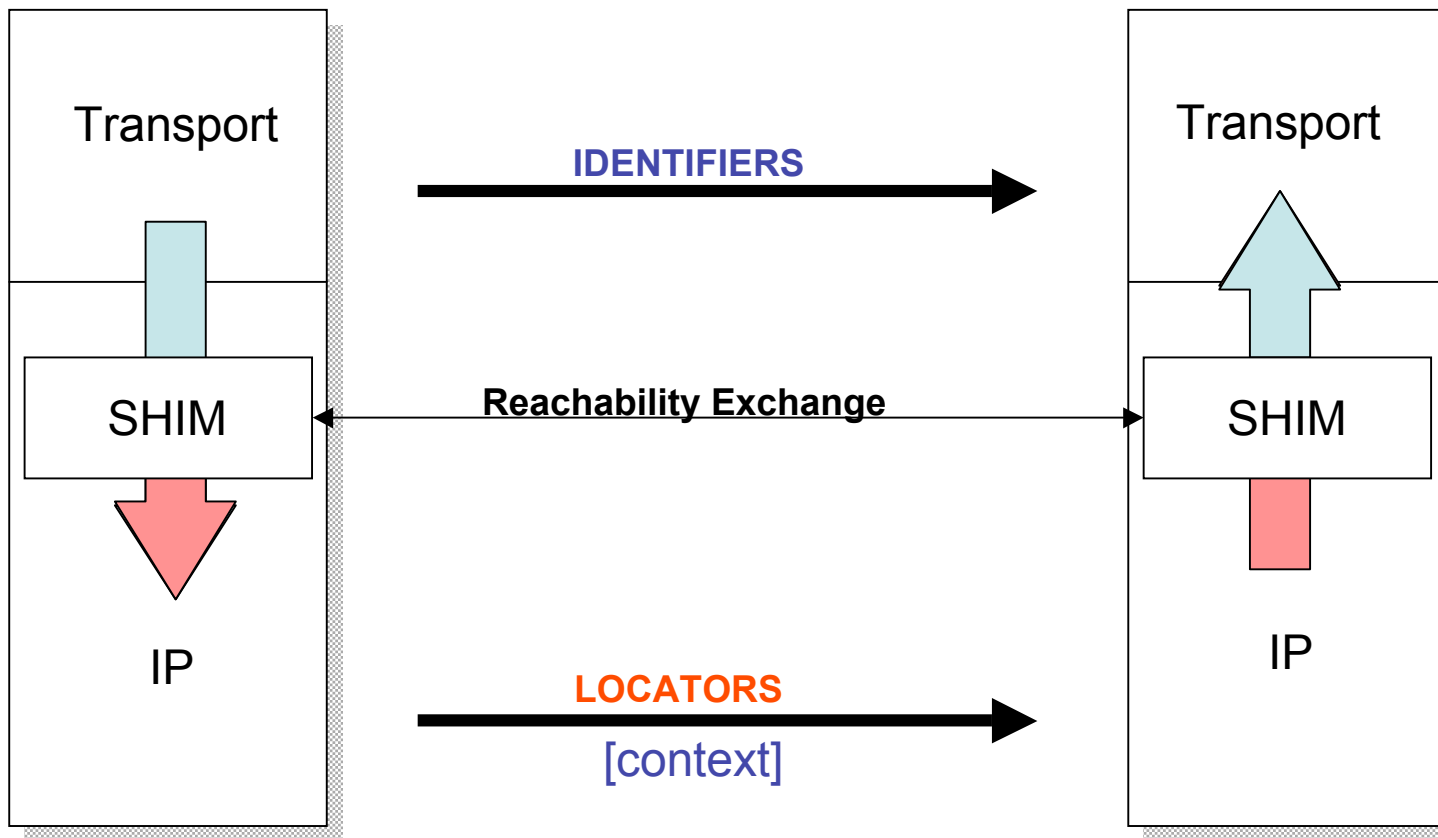 Transport
Transport
IDENTIFIERS
SHIM
Reachability Exchange
SHIM
IP
IP
LOCATORS
[context]